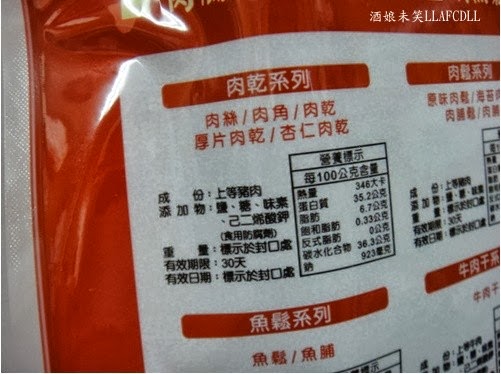 酒娘未笑LLAFCDLL
肉乾系列
肉絲/肉角/肉乾
厚片肉乾/杏仁肉乾
成　份：上等豬肉
添加物：鹽、糖、味素
己二烯酸鉀
(食用防腐劑)
重　量：標示於封口處
有效期限：30天
有效日期：標示於封口處
營養標示
每100公克含量
熱量 346大卡
蛋白質 35.2公克
脂肪 6.7公克
飽和脂肪 0.33公克
反式脂肪 0公克
碳水化合物 36.3公克
鈉 923毫克
肉鬆系列
原味肉鬆/海苔肉
肉脯鬆/肉脯
魚鬆系列
魚鬆/魚脯
牛肉干系
牛肉干